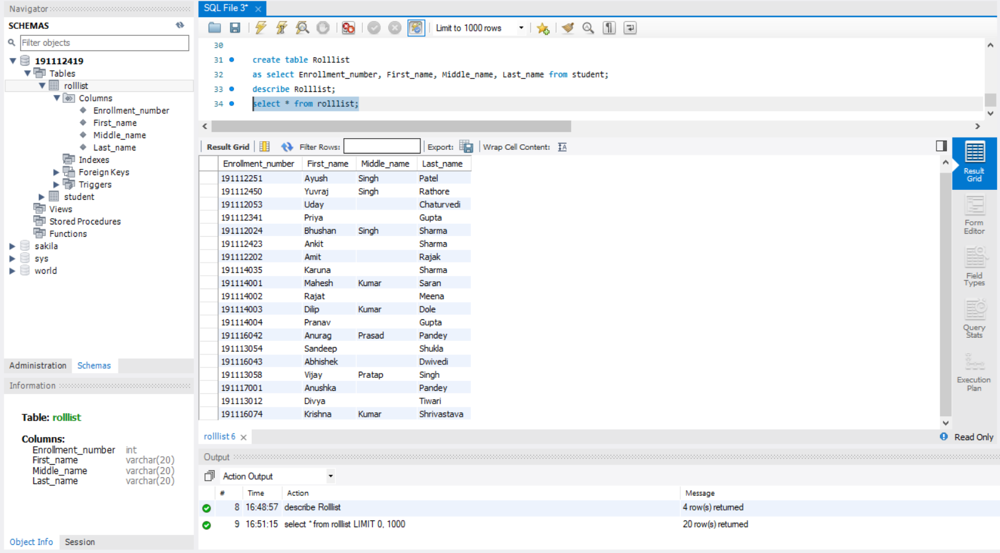 Navigator
SCHEMAS
Filter objects
191112419
Tables
rolllist
Columns
Enrollment_number
First_name
Middle_name
Last_name
Indexes
Foreign Keys
Triggers
student
Views
Stored Procedures
Functions
sakila
sys
world
Administration Schemas
Information
Table: rolllist
Columns:
Enrollment_number int
First_name varchar(20)
Middle_name varchar(20)
Last_name varchar(20)
Object Info Session
SQL File 3*
Limit to 1000 rows
30
31 create table Rolllist
32 as select Enrollment_number, First_name, Middle_name, Last_name from student;
33 describe Rolllist;
34 select * from rolllist;
Result Grid Filter Rows: Export: Wrap Cell Content:
Enrollment_number First_name Middle_name Last_name
191112251 Ayush Singh Patel
191112450 Yuvraj Singh Rathore
191112053 Uday Chaturvedi
191112341 Priya Gupta
191112024 Bhushan Singh Sharma
191112423 Ankit Sharma
191112202 Amit Rajak
191114035 Karuna Sharma
191114001 Mahesh Kumar Saran
191114002 Rajat Meena
191114003 Dilip Kumar Dole
191114004 Pranav Gupta
191116042 Anurag Prasad Pandey
191113054 Sandeep Shukla
191116043 Abhishek Dwivedi
191113058 Vijay Pratap Singh
191117001 Anushka Pandey
191113012 Divya Tiwari
191116074 Krishna Kumar Shrivastava
Result
Grid
Form
Editor
Field
Types
Query
Stats
Execution
Plan
rolllist 6
Read Only
Output
Action Output
# Time Action Message
8 16:48:57 describe Rolllist 4 row(s) returned
9 16:51:15 select * from rolllist LIMIT 0, 1000 20 row(s) returned